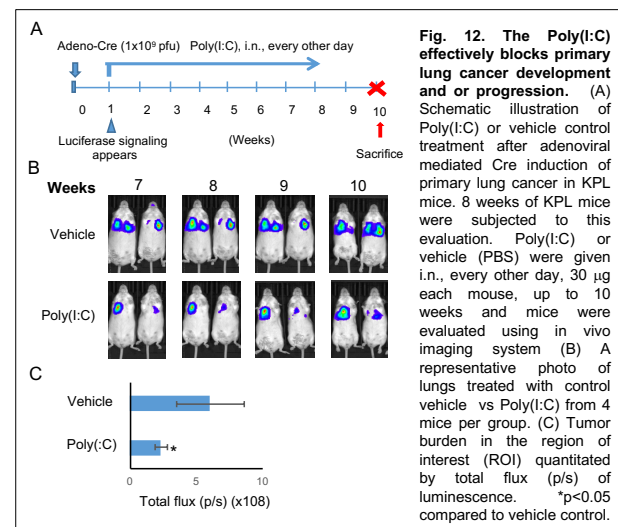 A
Adeno-Cre (1x10⁹ pfu) Poly(I:C), i.n., every other day
0 1 2 3 4 5 6 7 8 9 10
Luciferase signaling
appears
(Weeks)
Sacrifice
B
Weeks 7 8 9 10
Vehicle
Poly(I:C)
C
Vehicle
Poly(:C)
*
0 5 10
Total flux (p/s) (x108)
Fig. 12. The Poly(I:C)
effectively blocks primary
lung cancer development
and or progression. (A)
Schematic illustration of
Poly(I:C) or vehicle control
treatment after adenoviral
mediated Cre induction of
primary lung cancer in KPL
mice. 8 weeks of KPL mice
were subjected to this
evaluation. Poly(I:C) or
vehicle (PBS) were given
i.n., every other day, 30 μg
each mouse, up to 10
weeks and mice were
evaluated using in vivo
imaging system (B) A
representative photo of
lungs treated with control
vehicle vs Poly(I:C) from 4
mice per group. (C) Tumor
burden in the region of
interest (ROI) quantitated
by total flux (p/s) of
luminescence. *p<0.05
compared to vehicle control.